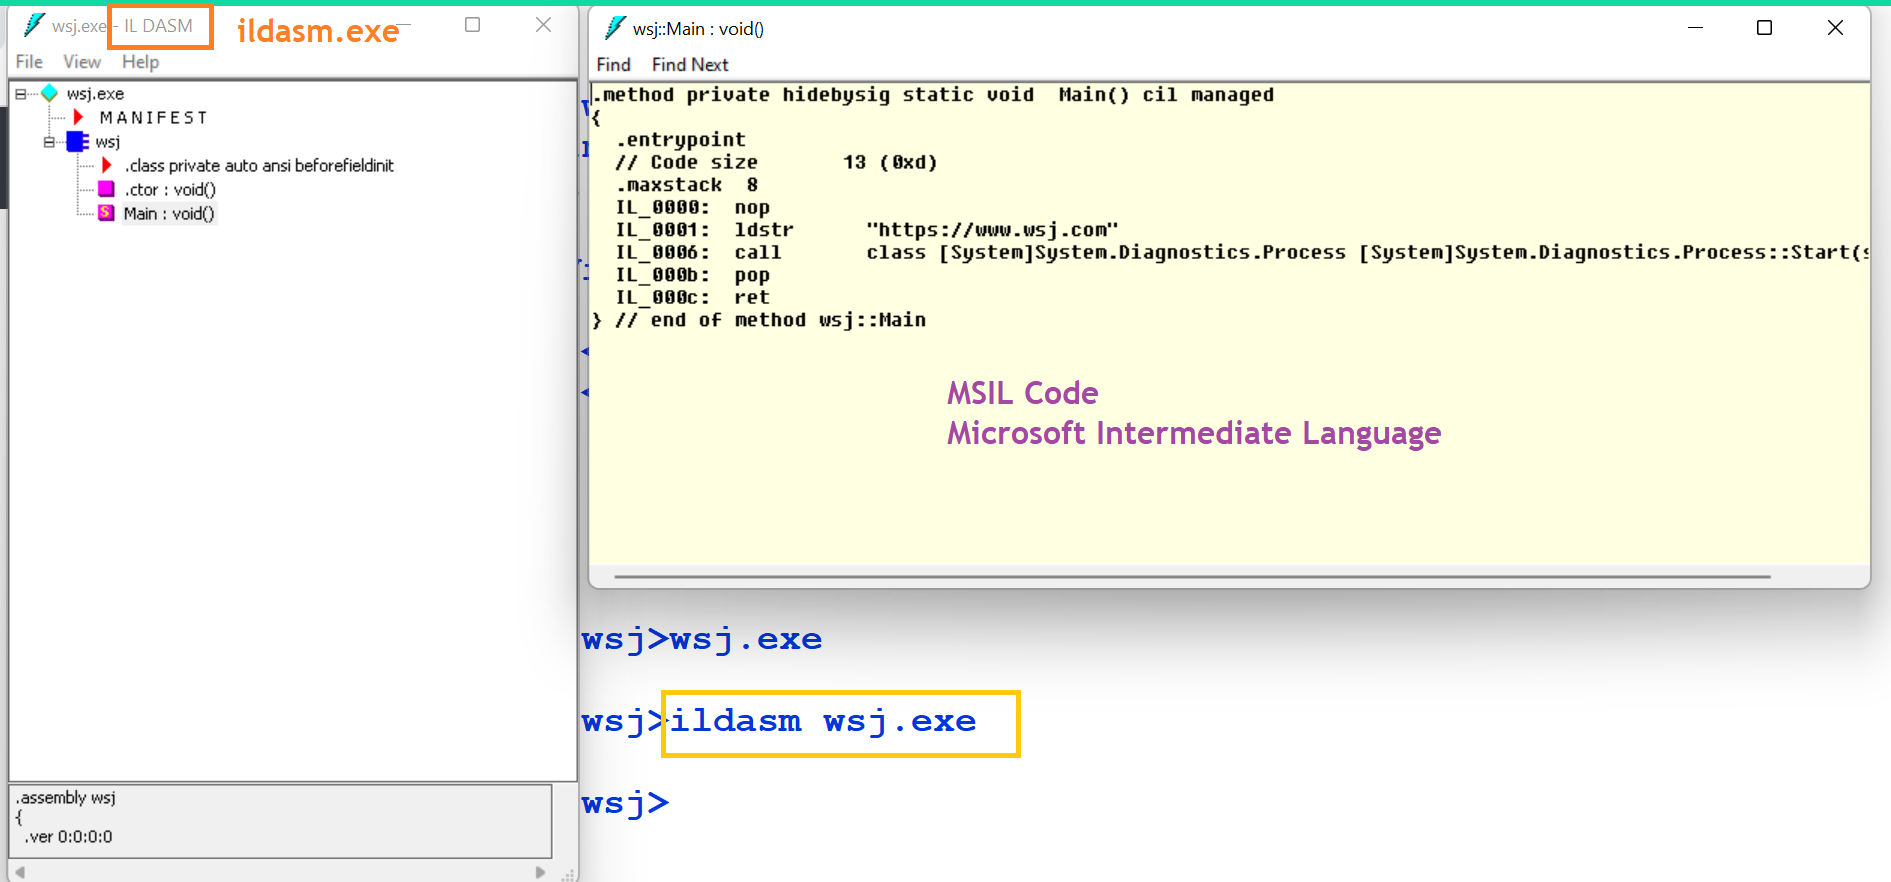 wsj.exe - IL DASM
ildasm.exe
File View Help
wsj.exe
MANIFEST
wsj
.class private auto ansi beforefieldinit
.ctor : void()
Main : void()
.assembly wsj
{
.ver 0:0:0:0
wsj::Main : void()
Find Find Next
.method private hidebysig static void  Main() cil managed
{
  .entrypoint
  // Code size       13 (0xd)
  .maxstack  8
  IL_0000:  nop
  IL_0001:  ldstr      "https://www.wsj.com"
  IL_0006:  call       class [System]System.Diagnostics.Process [System]System.Diagnostics.Process::Start(s
  IL_000b:  pop
  IL_000c:  ret
} // end of method wsj::Main
MSIL Code
Microsoft Intermediate Language
wsj>wsj.exe
wsj>ildasm wsj.exe
wsj>